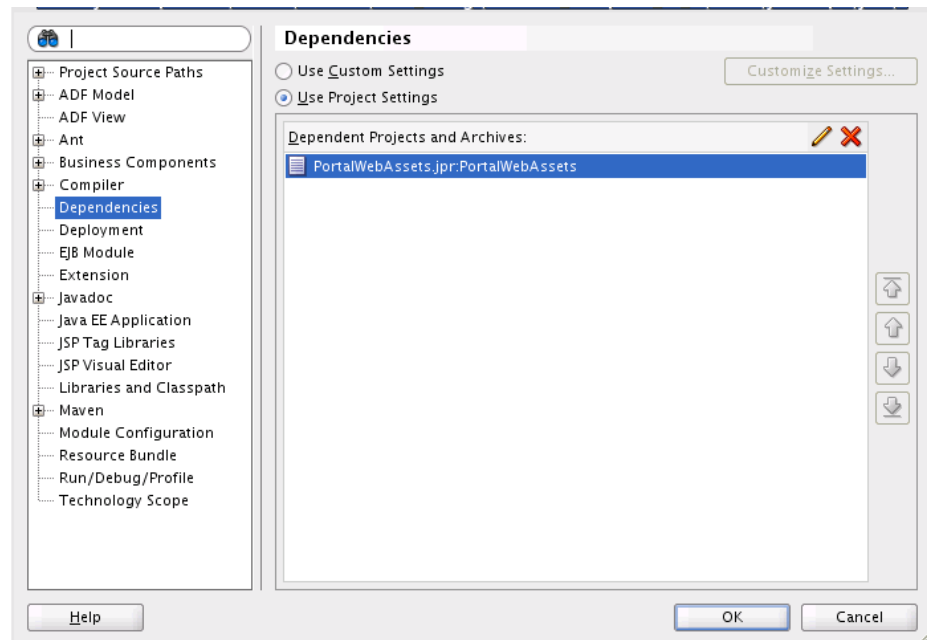 Dependencies
Project Source Paths
ADF Model
ADF View
Ant
Business Components
Compiler
Dependencies
Deployment
EJB Module
Extension
Javadoc
Java EE Application
JSP Tag Libraries
JSP Visual Editor
Libraries and Classpath
Maven
Module Configuration
Resource Bundle
Run/Debug/Profile
Technology Scope
Use Custom Settings
Customize Settings...
Use Project Settings
Dependent Projects and Archives:
PortalWebAssets.jpr:PortalWebAssets
Help
OK
Cancel